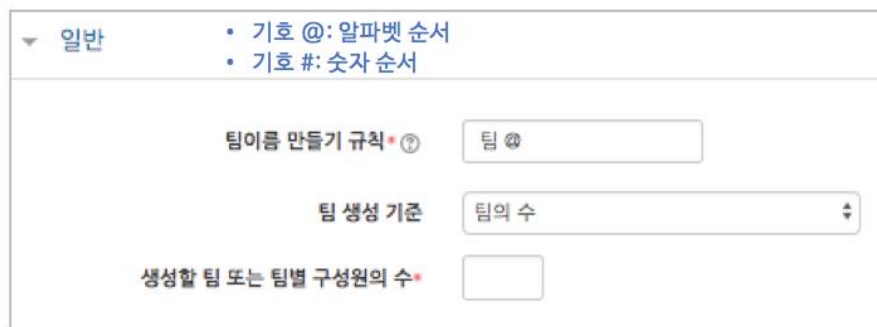 일반
• 기호 @: 알파벳 순서
• 기호 #: 숫자 순서
팀이름 만들기 규칙* ?
팀 @
팀 생성 기준
팀의 수
생성할 팀 또는 팀별 구성원의 수*